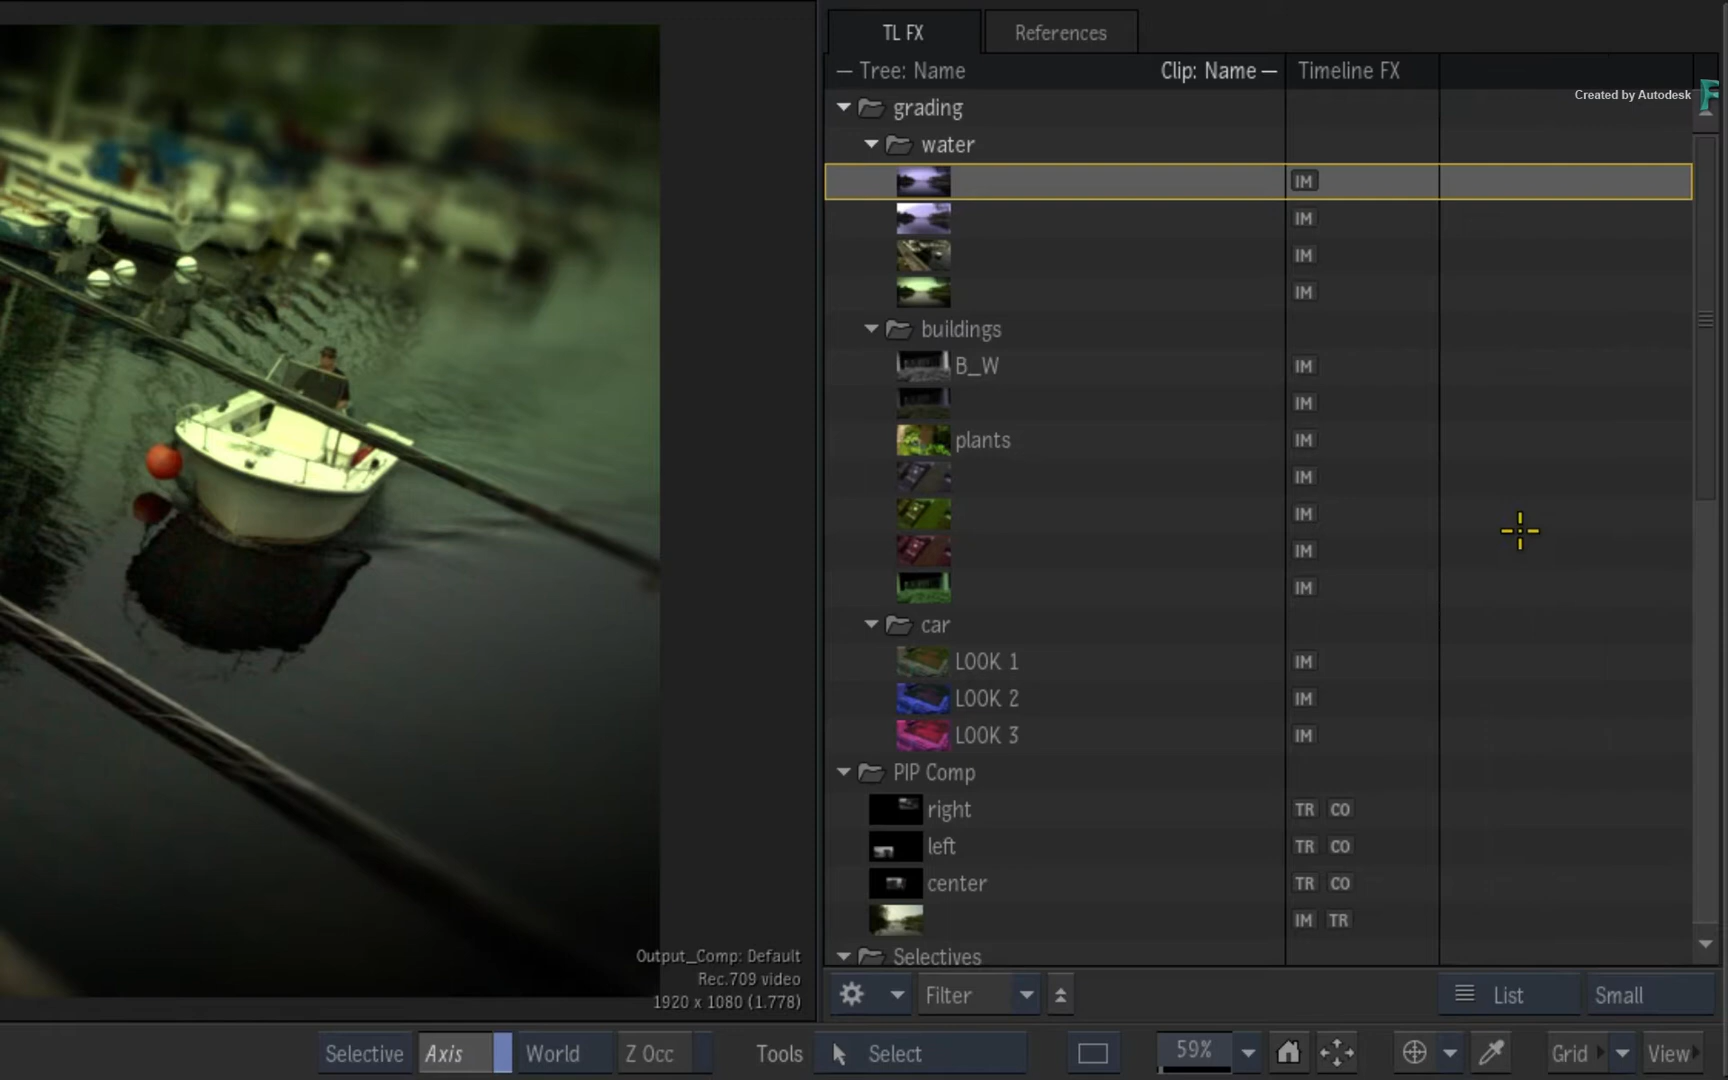 TL FX References
Tree: Name Clip: Name Timeline FX
Created by Autodesk
grading
water
IM
IM
IM
IM
buildings
B_W IM
IM
plants IM
IM
IM
IM
IM
car
LOOK 1 IM
LOOK 2 IM
LOOK 3 IM
PIP Comp
right TR CO
left TR CO
center TR CO
IM TR
Selectives
Output_Comp: Default
Rec.709 video
1920 x 1080 (1.778)
Filter List Small
Selective Axis World Z Occ Tools Select 59% Grid View